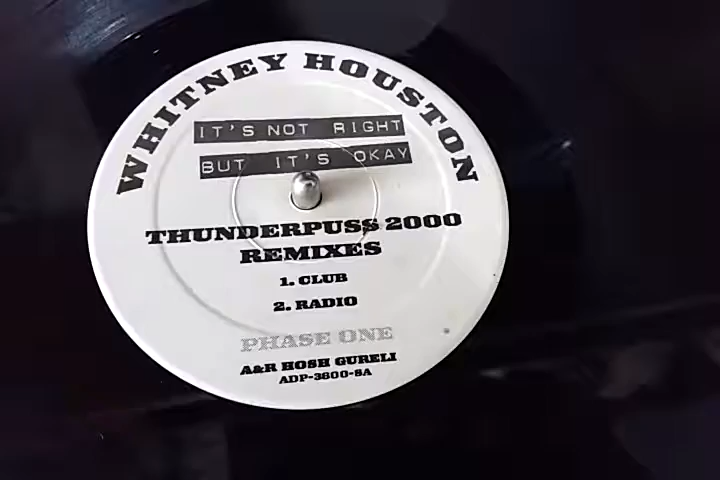 WHITNEY HOUSTON
IT'S NOT RIGHT
BUT IT'S OKAY
THUNDERPUSS 2000
REMIXES
1. CLUB
2. RADIO
PHASE ONE
A&R HOSH GURELI
ADP-3600-SA